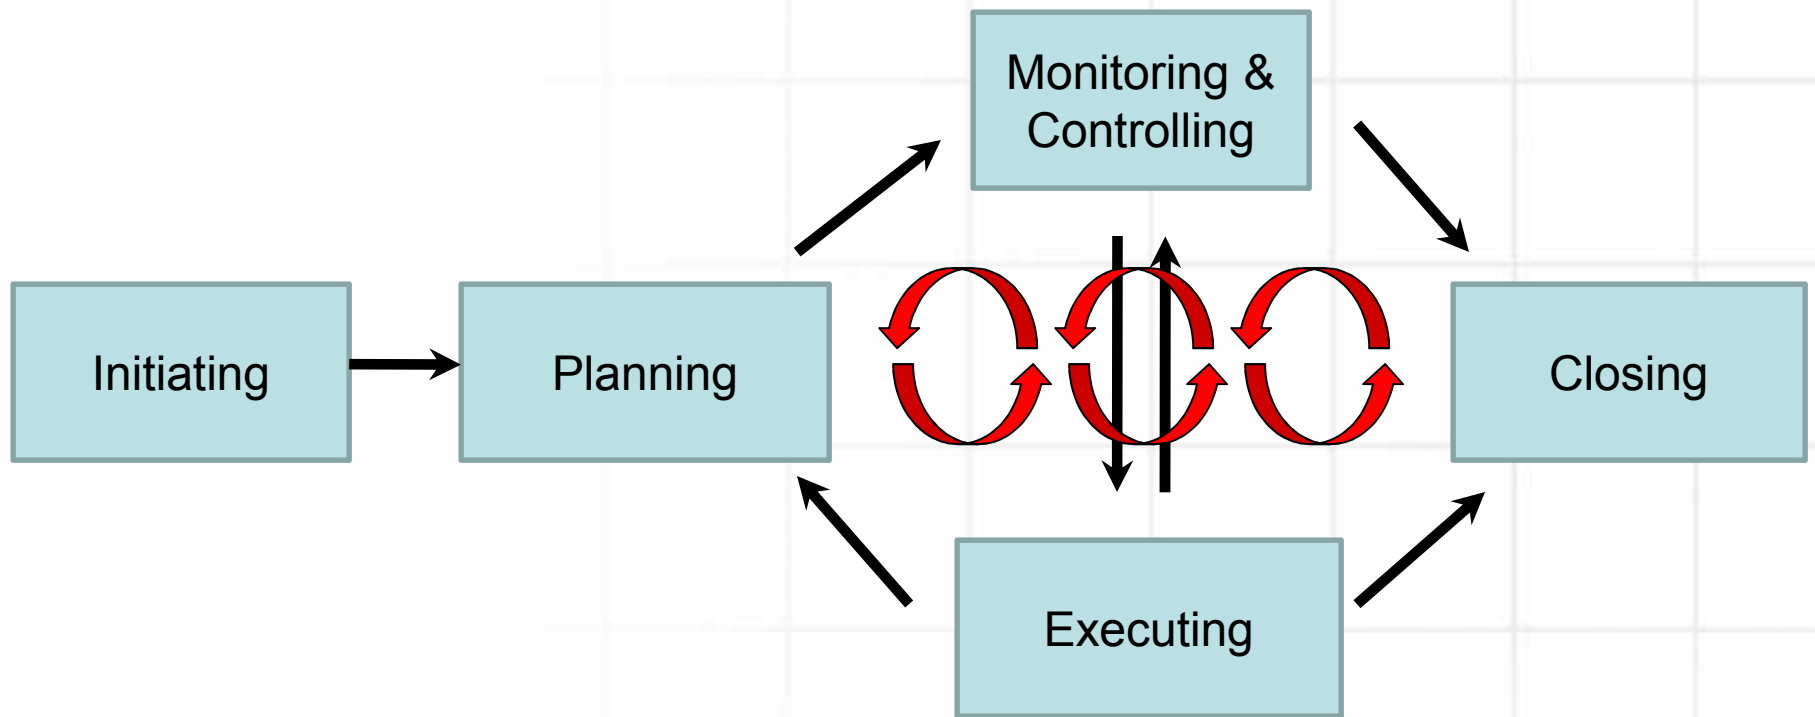 Monitoring &
Controlling
Initiating
Planning
Closing
Executing